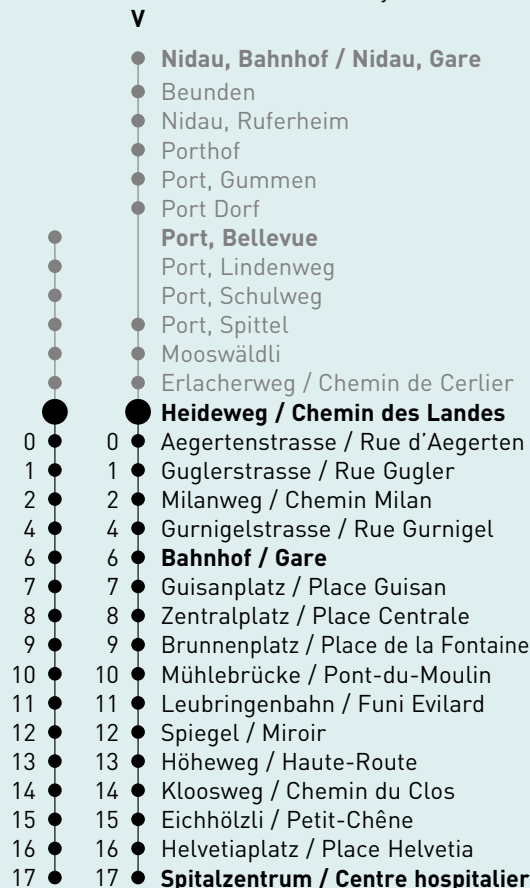 V
Nidau, Bahnhof / Nidau, Gare
Beunden
Nidau, Ruferheim
Porthof
Port, Gummen
Port Dorf
Port, Bellevue
Port, Lindenweg
Port, Schulweg
Port, Spittel
Mooswäldli
Erlacherweg / Chemin de Cerlier
Heideweg / Chemin des Landes
0 0 Aegertenstrasse / Rue d'Aegerten
1 1 Guglerstrasse / Rue Gugler
2 2 Milanweg / Chemin Milan
4 4 Gurnigelstrasse / Rue Gurnigel
6 6 Bahnhof / Gare
7 7 Guisanplatz / Place Guisan
8 8 Zentralplatz / Place Centrale
9 9 Brunnenplatz / Place de la Fontaine
10 10 Mühlebrücke / Pont-du-Moulin
11 11 Leubringenbahn / Funi Evilard
12 12 Spiegel / Miroir
13 13 Höheweg / Haute-Route
14 14 Kloosweg / Chemin du Clos
15 15 Eichhölzli / Petit-Chêne
16 16 Helvetiaplatz / Place Helvetia
17 17 Spitalzentrum / Centre hospitalier